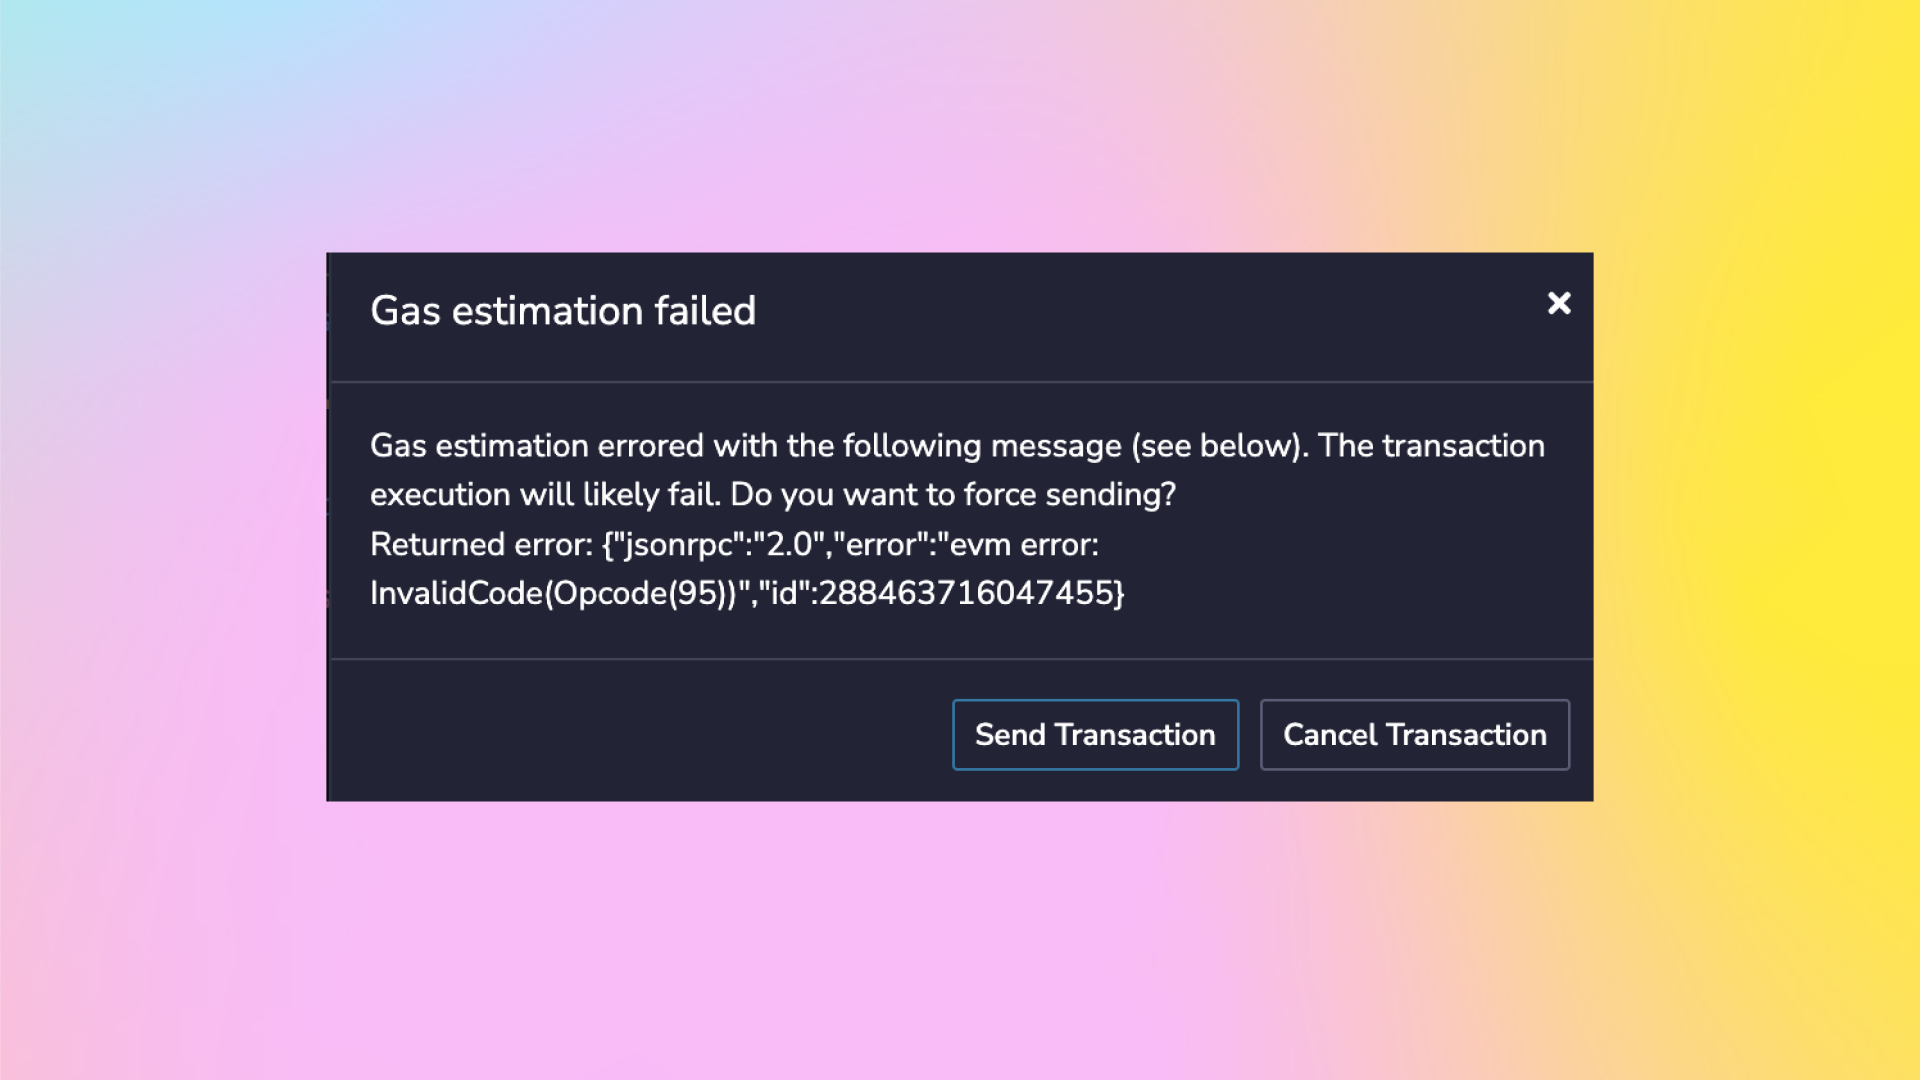 Gas estimation failed
Gas estimation errored with the following message (see below). The transaction
execution will likely fail. Do you want to force sending?
Returned error: {"jsonrpc":"2.0","error":"evm error:
InvalidCode(Opcode(95))","id":288463716047455}
Send Transaction
Cancel Transaction